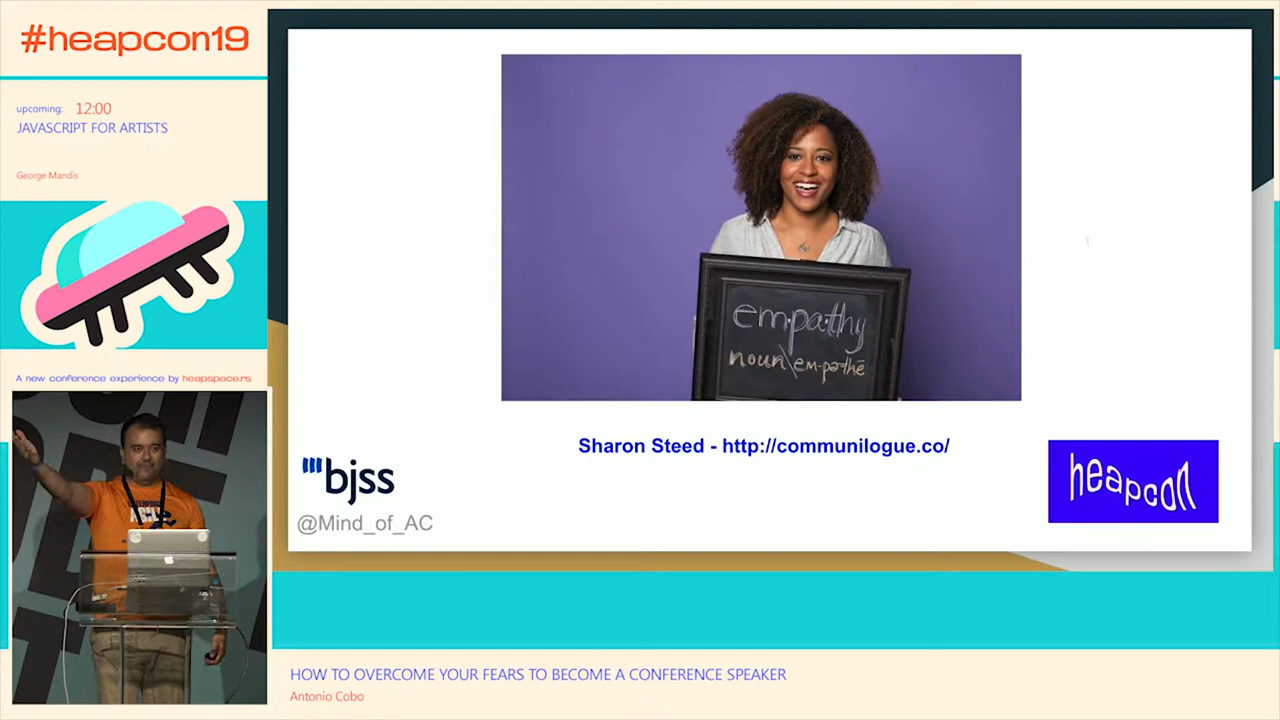 #heapcon19
upcoming: 12:00
JAVASCRIPT FOR ARTISTS
George Mandis
A new conference experience by heapspace.rs
empathy
noun\em·pa·thē
Sharon Steed - http://communilogue.co/
bjss
@Mind_of_AC
heapcon
HOW TO OVERCOME YOUR FEARS TO BECOME A CONFERENCE SPEAKER
Antonio Cobo